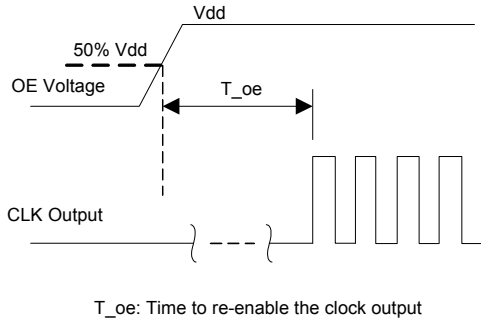 Vdd
50% Vdd
OE Voltage
T_oe
CLK Output
T_oe: Time to re-enable the clock output